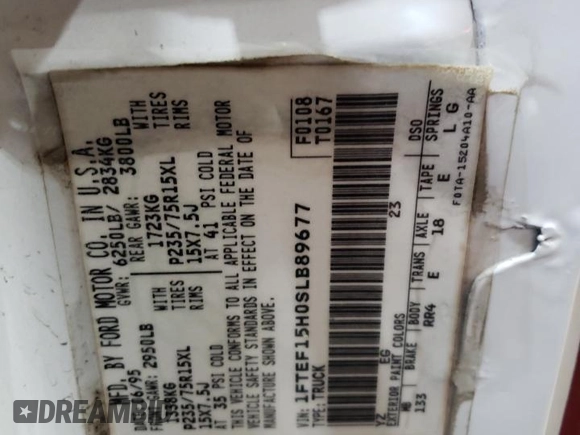 MFD. BY FORD MOTOR CO. IN U.S.A.
6/95 GVWR: 6250LB/ 2834KG
FRONT GAWR: 2950LB REAR GAWR: 3800LB
1338KG WITH 1723KG WITH
P235/75R15XL TIRES P235/75R15XL TIRES
15X7.5J RIMS 15X7.5J RIMS
AT 35 PSI COLD AT 41 PSI COLD
THIS VEHICLE CONFORMS TO ALL APPLICABLE FEDERAL MOTOR
VEHICLE SAFETY STANDARDS IN EFFECT ON THE DATE OF
MANUFACTURE SHOWN ABOVE.
F0108
T0167
VIN: 1FTEF15H0SLB89677
TYPE: TRUCK
23
YZ EG
EXTERIOR PAINT COLORS DSO
WB BRAKE BODY TRANS AXLE TAPE SPRINGS
133 RR4 E 18 E L G
F0TA-15204A10-AA
DREAMBID